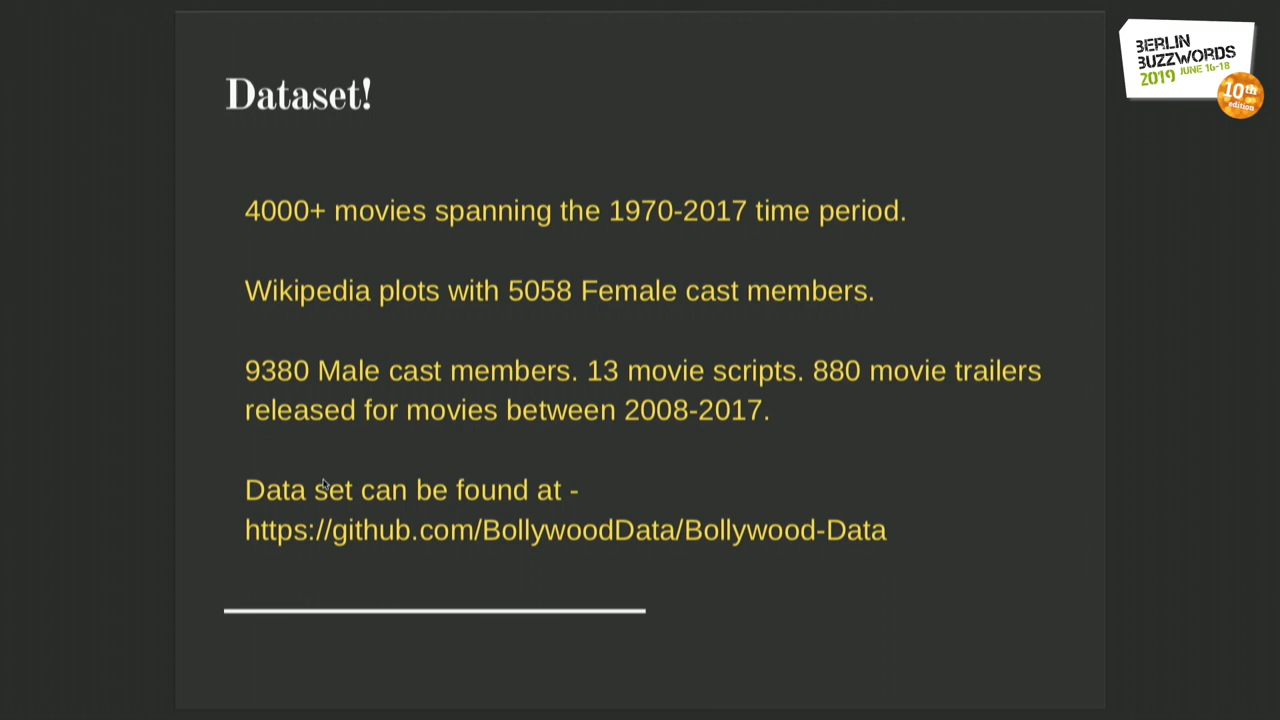 Dataset!
4000+ movies spanning the 1970-2017 time period.
Wikipedia plots with 5058 Female cast members.
9380 Male cast members. 13 movie scripts. 880 movie trailers
released for movies between 2008-2017.
Data set can be found at -
https://github.com/BollywoodData/Bollywood-Data
BERLIN
BUZZWORDS
2019 JUNE 16-18
10th
edition